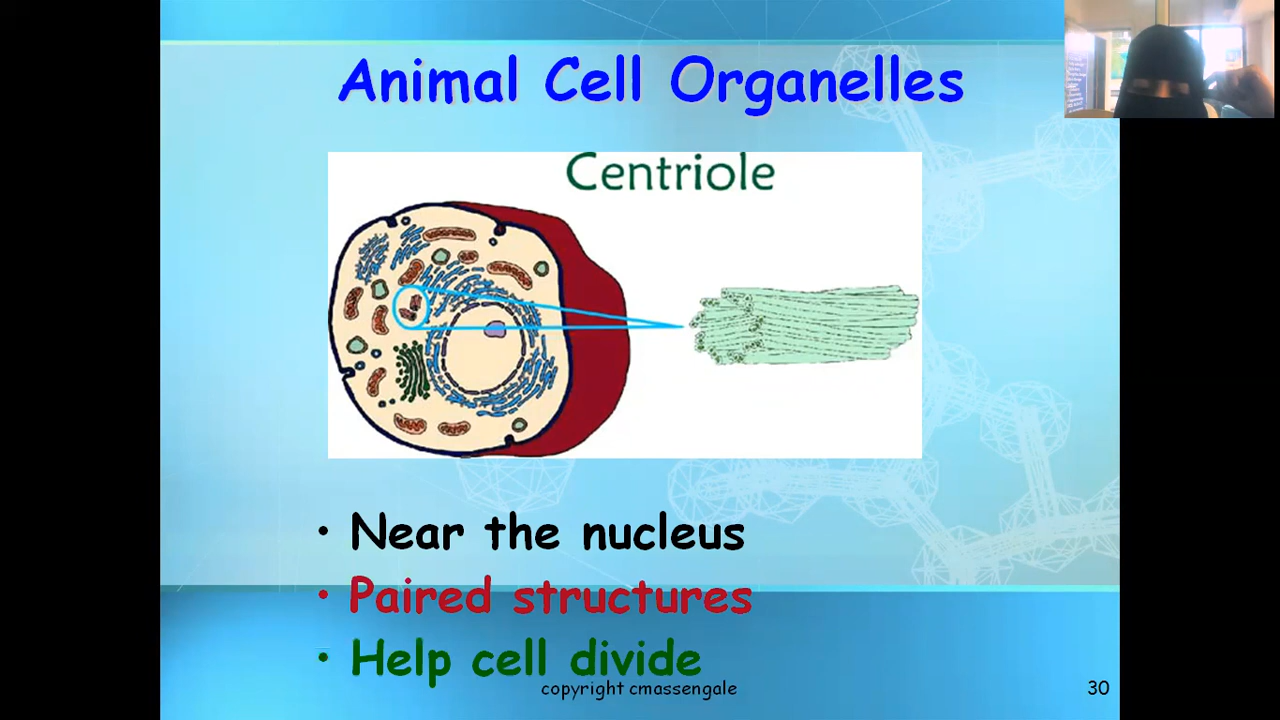 Animal Cell Organelles
Centriole
• Near the nucleus
• Paired structures
• Help cell divide
copyright cmassengale
30